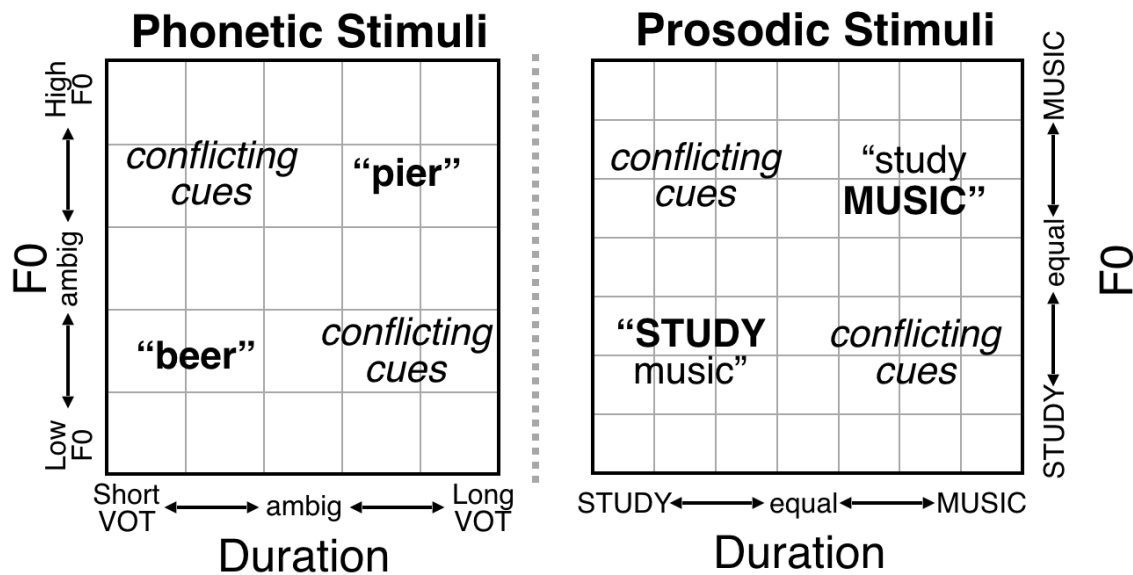 Phonetic Stimuli
High
F0
ambig
Low
F0
F0
conflicting
cues
“pier”
“beer”
conflicting
cues
Short
VOT
ambig
Long
VOT
Duration
Prosodic Stimuli
conflicting
cues
“study
MUSIC”
“STUDY
music”
conflicting
cues
STUDY
equal
MUSIC
Duration
MUSIC
equal
STUDY
F0